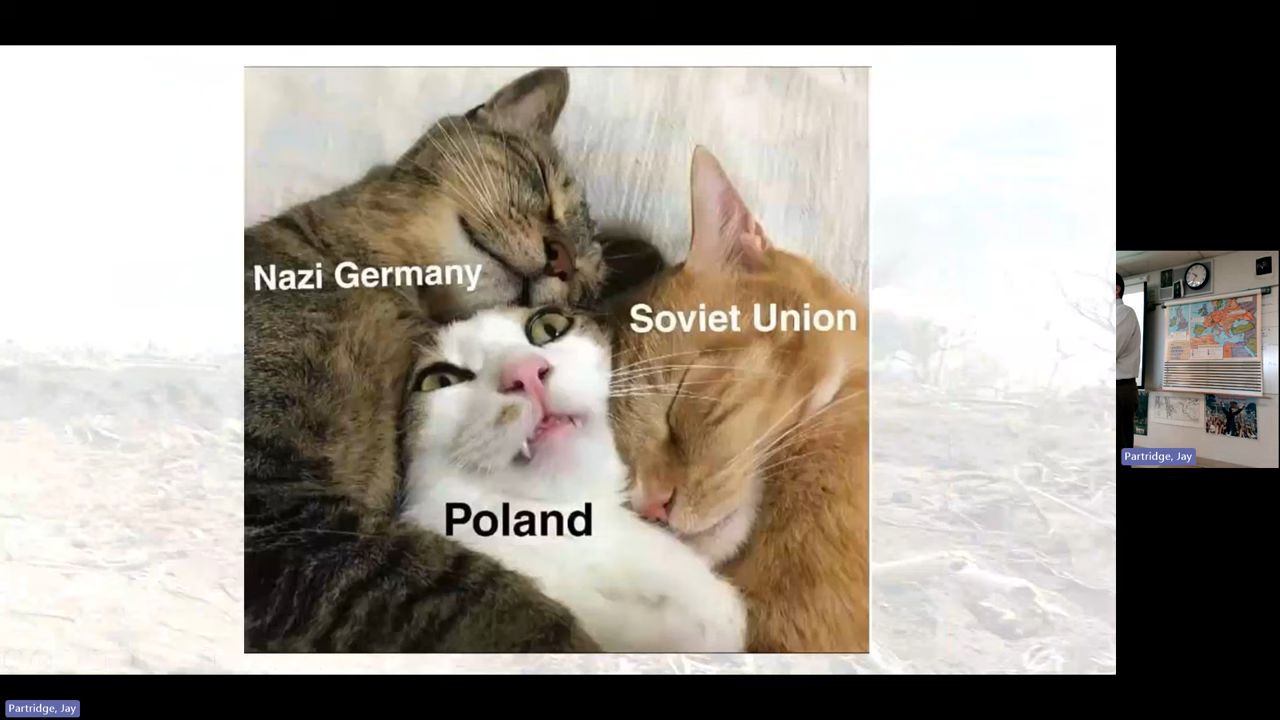 Nazi Germany
Soviet Union
Poland
Partridge, Jay
Partridge, Jay